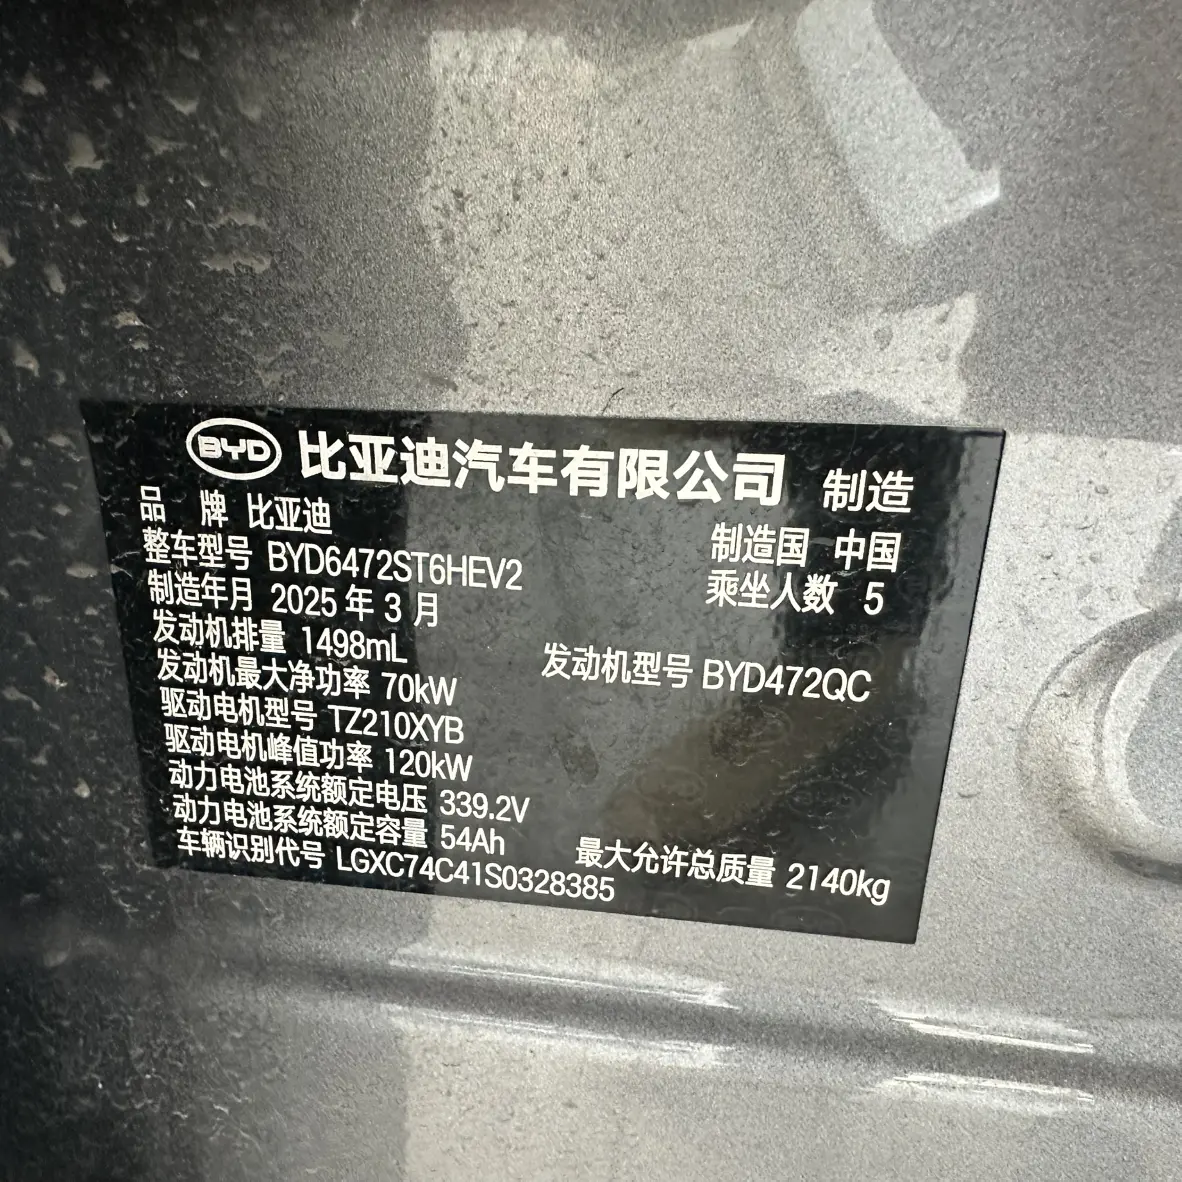 BYD 比亚迪汽车有限公司 制造
品 牌 比亚迪 制造国 中国
整车型号 BYD6472ST6HEV2 乘坐人数 5
制造年月 2025 年 3 月
发动机排量 1498mL 发动机型号 BYD472QC
发动机最大净功率 70kW
驱动电机型号 TZ210XYB
驱动电机峰值功率 120kW
动力电池系统额定电压 339.2V
动力电池系统额定容量 54Ah 最大允许总质量 2140kg
车辆识别代号 LGXC74C41S0328385